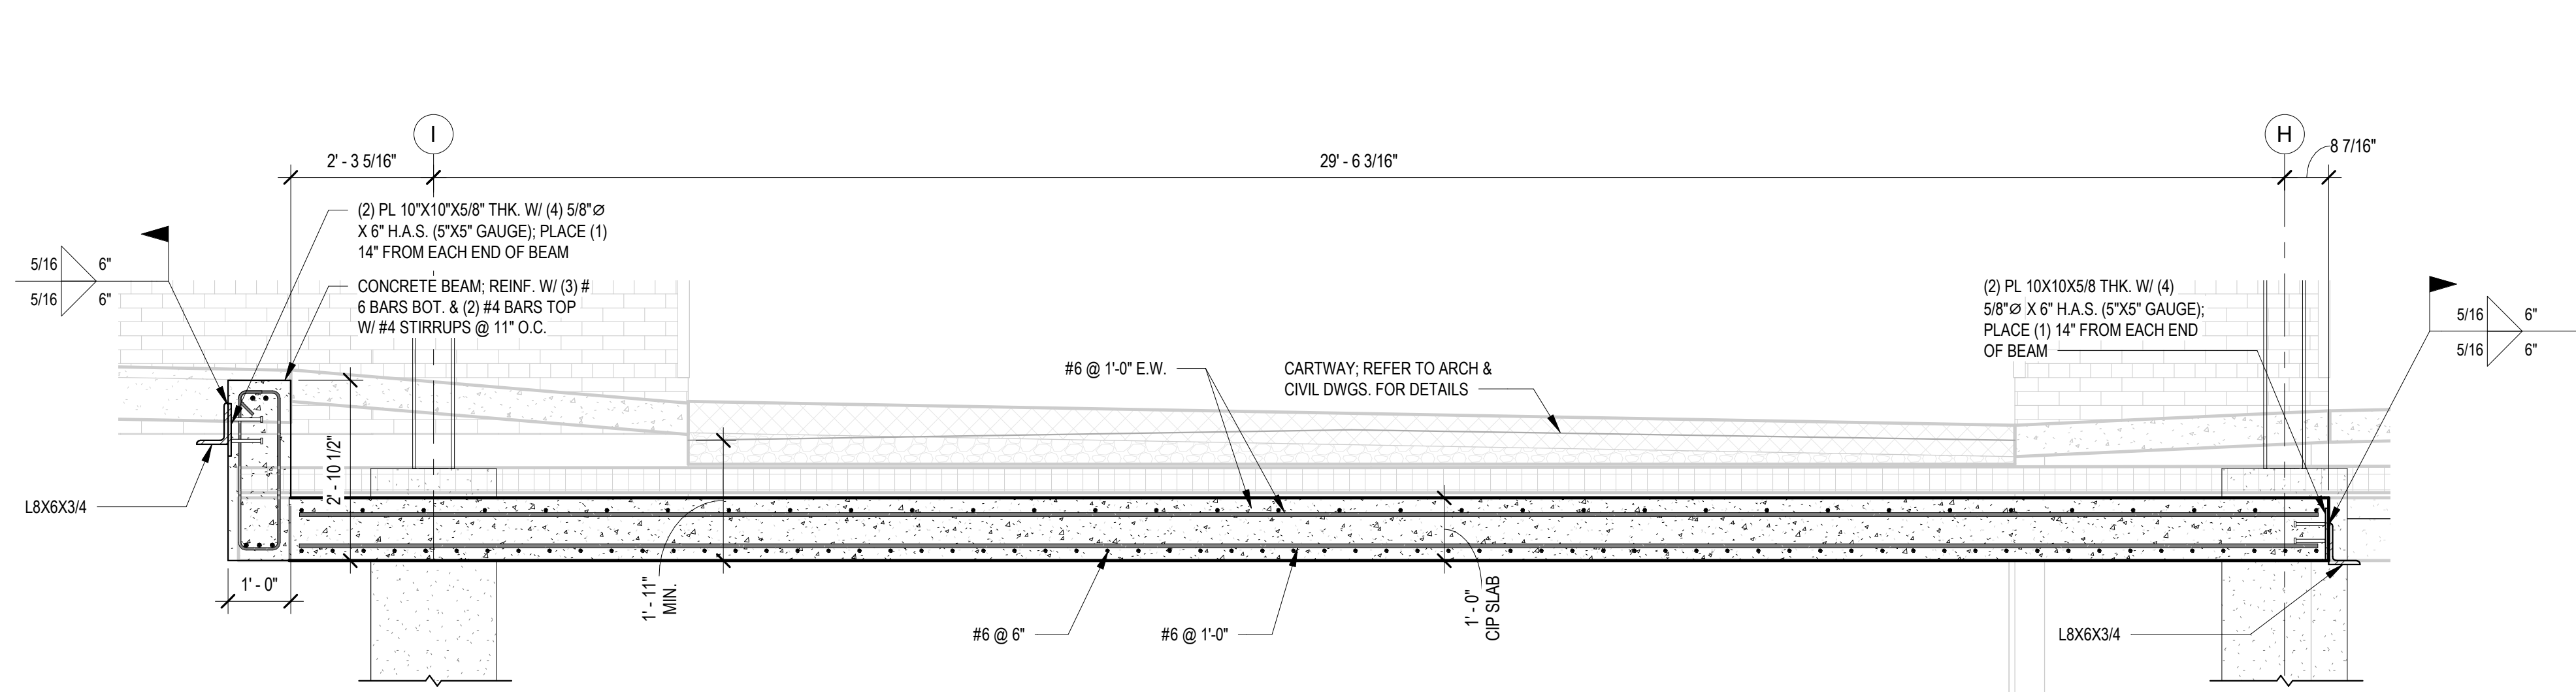 I
H
2' - 3 5/16"
29' - 6 3/16"
8 7/16"
(2) PL 10"X10"X5/8" THK. W/ (4) 5/8"Ø
X 6" H.A.S. (5"X5" GAUGE); PLACE (1)
14" FROM EACH END OF BEAM
5/16
6"
5/16
6"
CONCRETE BEAM; REINF. W/ (3) #
6 BARS BOT. & (2) #4 BARS TOP
W/ #4 STIRRUPS @ 11" O.C.
(2) PL 10X10X5/8 THK. W/ (4)
5/8"Ø X 6" H.A.S. (5"X5" GAUGE);
PLACE (1) 14" FROM EACH END
OF BEAM
5/16
6"
5/16
6"
#6 @ 1'-0" E.W.
CARTWAY; REFER TO ARCH &
CIVIL DWGS. FOR DETAILS
2' - 10 1/2"
L8X6X3/4
1' - 0"
1' - 11"
MIN.
1' - 0"
CIP SLAB
#6 @ 6"
#6 @ 1'-0"
L8X6X3/4